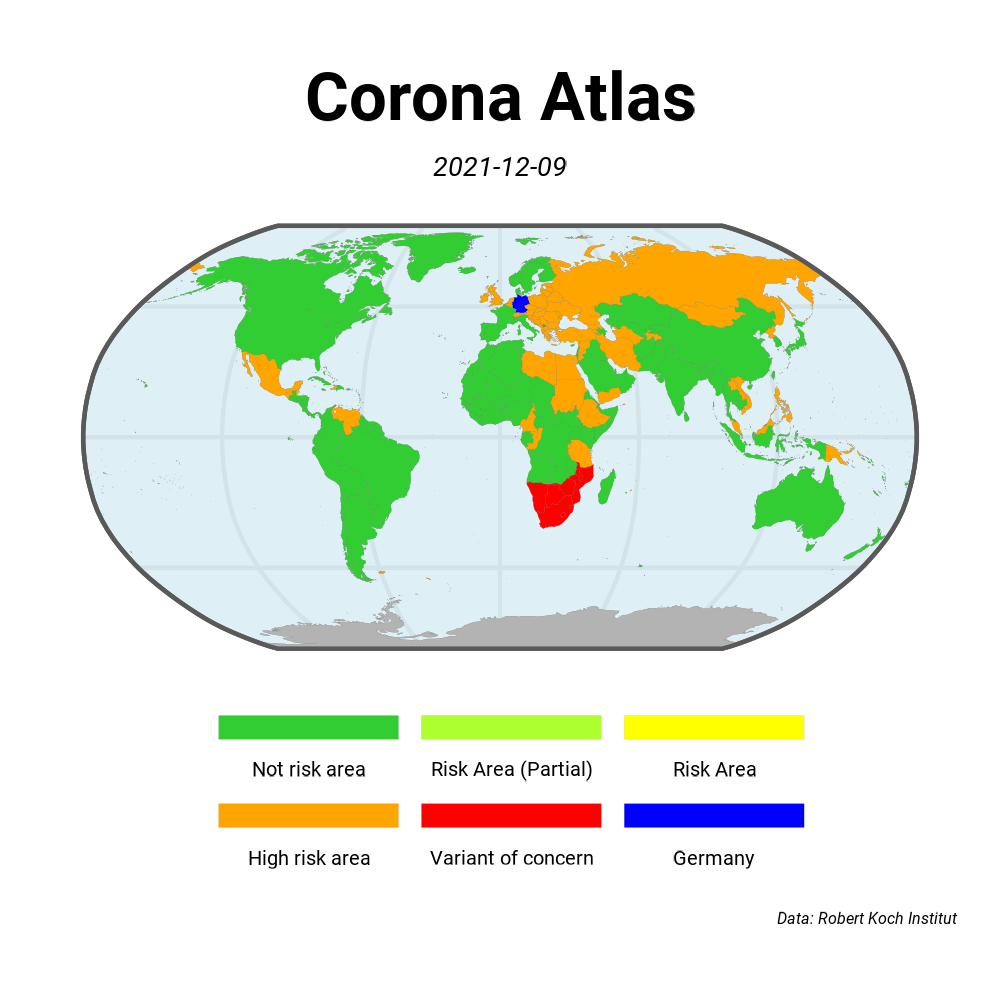 Corona Atlas
2021-12-09
Not risk area
Risk Area (Partial)
Risk Area
High risk area
Variant of concern
Germany
Data: Robert Koch Institut